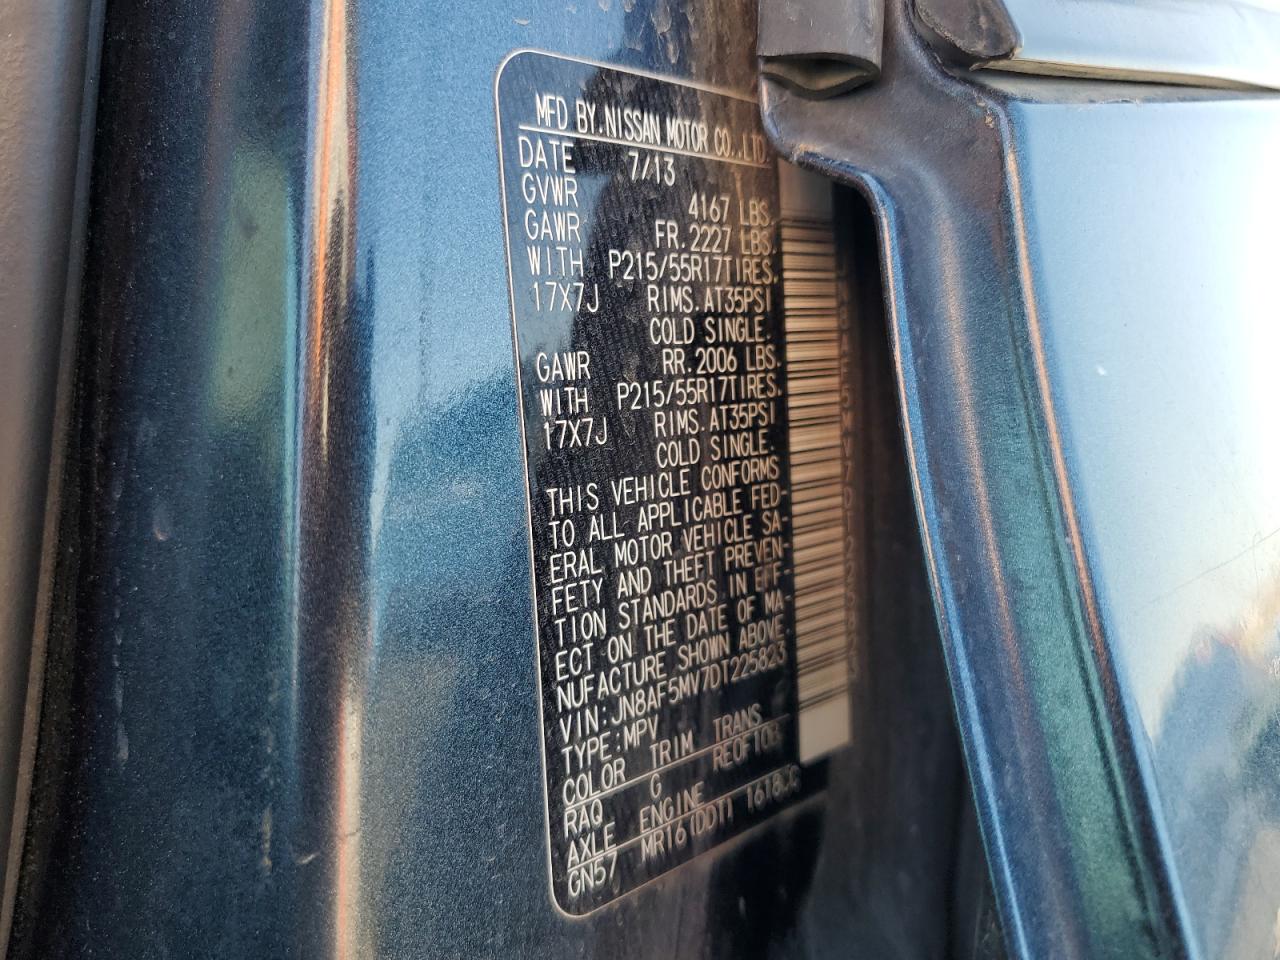 MFD BY. NISSAN MOTOR CO.,LTD.
DATE 7/13
GVWR 4167 LBS.
GAWR FR. 2227 LBS.
WITH P215/55R17TIRES.
17X7J RIMS. AT35PSI
COLD SINGLE.
GAWR RR. 2006 LBS.
WITH P215/55R17TIRES.
17X7J RIMS. AT35PSI
COLD SINGLE.
THIS VEHICLE CONFORMS
TO ALL APPLICABLE FED-
ERAL MOTOR VEHICLE SA-
FETY AND THEFT PREVEN-
TION STANDARDS IN EFF-
ECT ON THE DATE OF MA-
NUFACTURE SHOWN ABOVE.
VIN:JN8AF5MV7DT225823
TYPE:MPV
COLOR TRIM TRANS
RAQ G
AXLE ENGINE
GN57 MR16(DDT) 1618CC